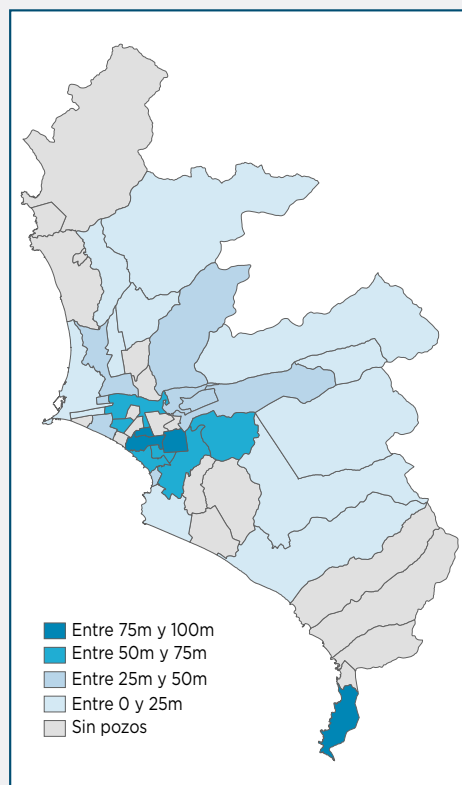 Entre 75m y 100m
Entre 50m y 75m
Entre 25m y 50m
Entre 0 y 25m
Sin pozos